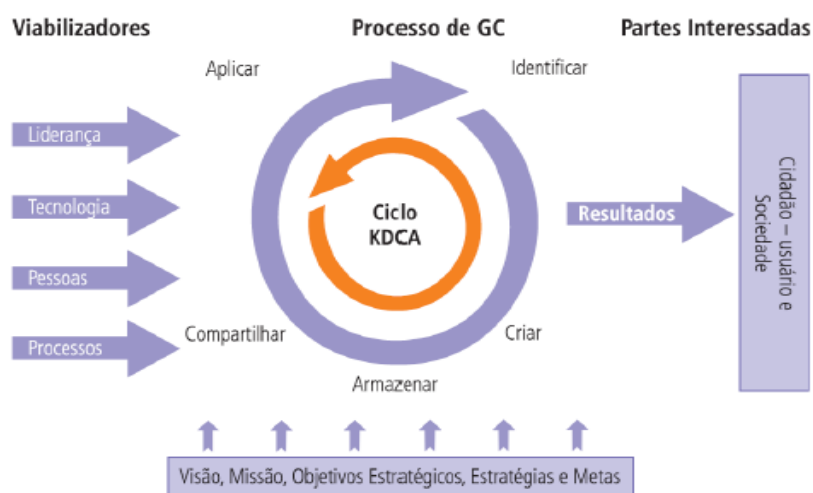 Viabilizadores
Processo de GC
Partes Interessadas
Aplicar
Identificar
Liderança
Tecnologia
Pessoas
Processos
Ciclo
KDCA
Resultados
Cidadão – usuário e
Sociedade
Compartilhar
Criar
Armazenar
Visão, Missão, Objetivos Estratégicos, Estratégias e Metas